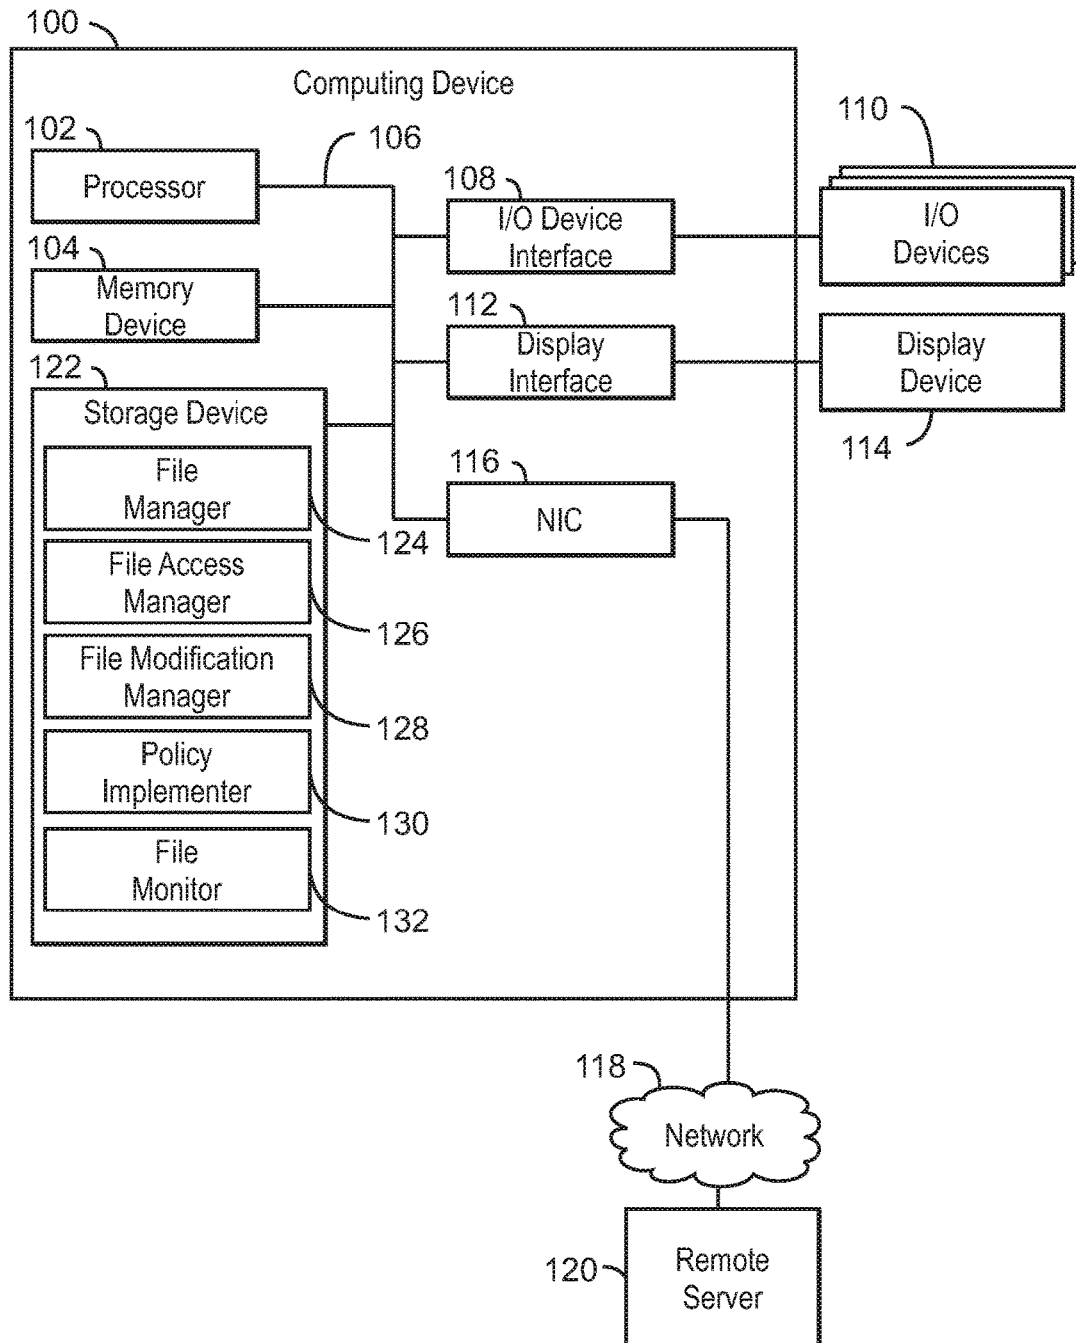 100
Computing Device
102
Processor
106
104
Memory
Device
108
I/O Device
Interface
110
I/O
Devices
112
Display
Interface
Display
Device
114
122
Storage Device
File
Manager
124
File Access
Manager
126
File Modification
Manager
128
Policy
Implementer
130
File
Monitor
132
116
NIC
118
Network
120
Remote
Server